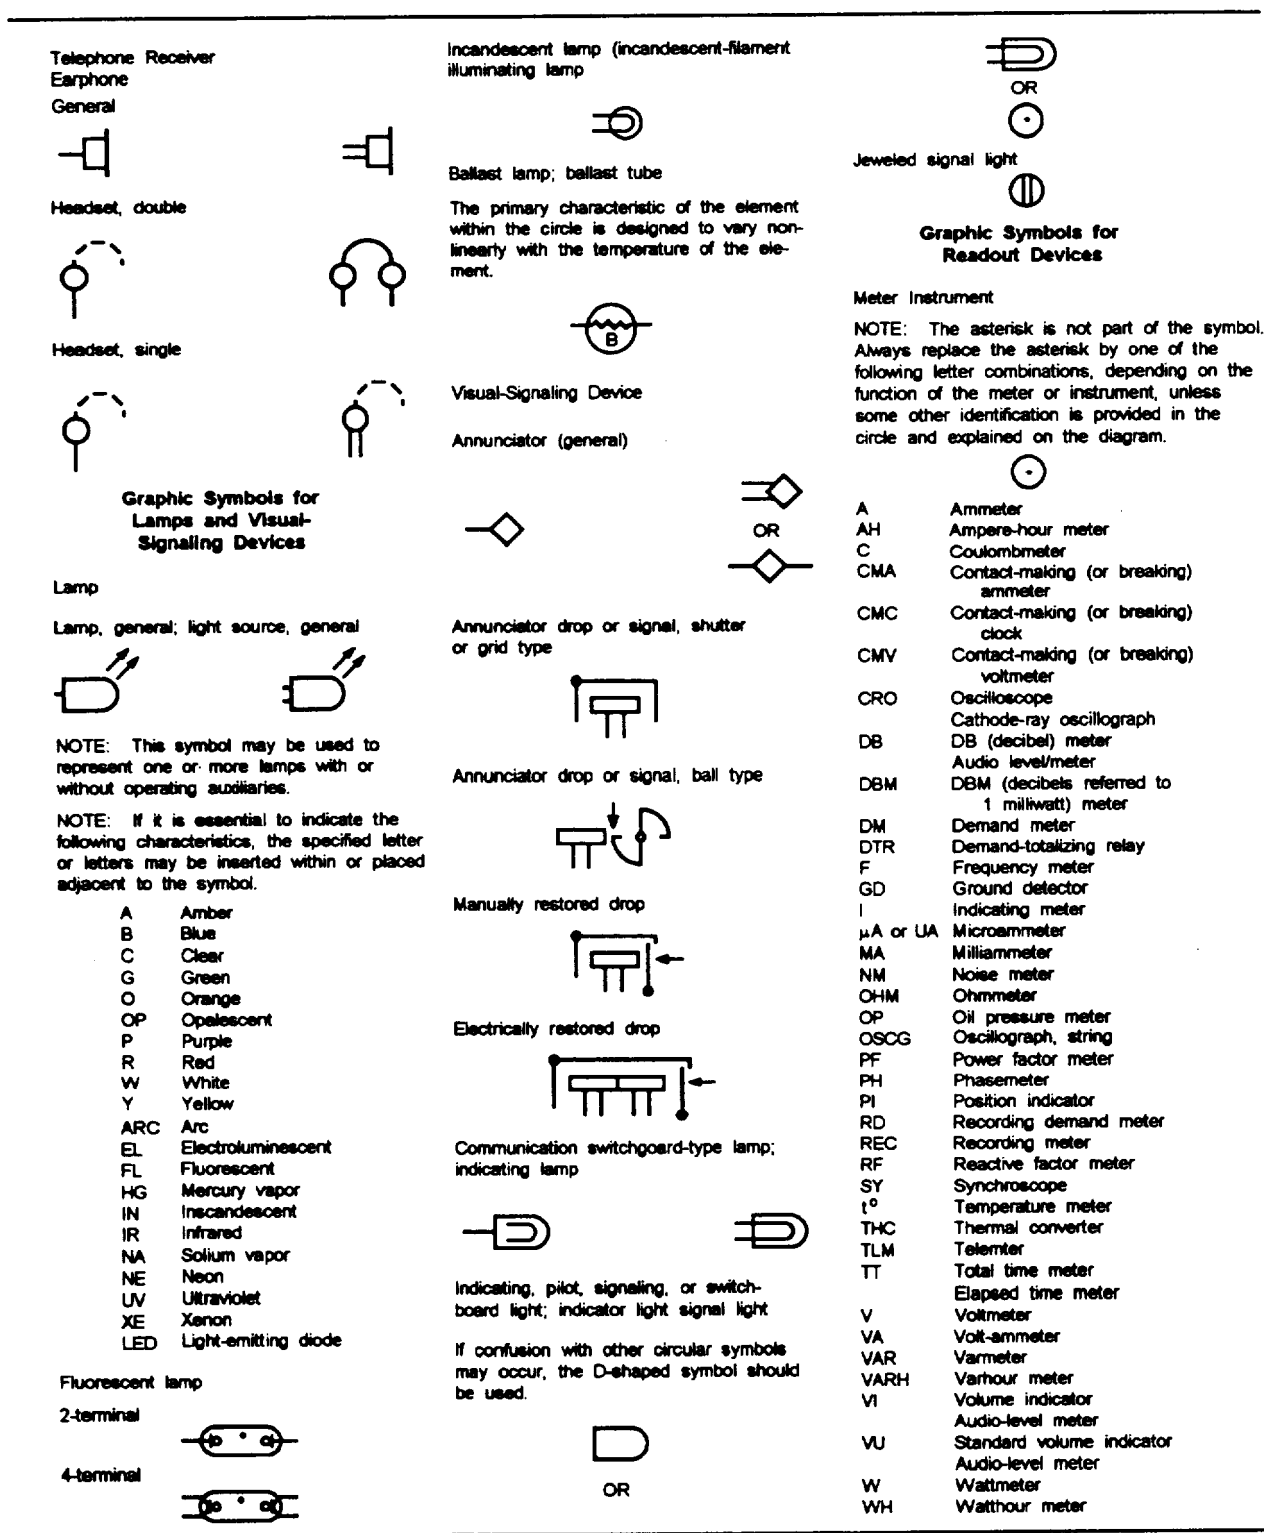 Telephone Receiver
Earphone
General
Headset, double
Headset, single
Graphic Symbols for
Lamps and Visual-
Signaling Devices
Lamp
Lamp, general; light source, general
NOTE: This symbol may be used to
represent one or more lamps with or
without operating auxiliaries.
NOTE: If it is essential to indicate the
following characteristics, the specified letter
or letters may be inserted within or placed
adjacent to the symbol.
A Amber
B Blue
C Clear
G Green
O Orange
OP Opalescent
P Purple
R Red
W White
Y Yellow
ARC Arc
EL Electroluminescent
FL Fluorescent
HG Mercury vapor
IN Inscandescent
IR Infrared
NA Solium vapor
NE Neon
UV Ultraviolet
XE Xenon
LED Light-emitting diode
Fluorescent lamp
2-terminal
4-terminal
Incandescent lamp (incandescent-filament
illuminating lamp
Ballast lamp; ballast tube
The primary characteristic of the element
within the circle is designed to vary non-
linearly with the temperature of the ele-
ment.
B
Visual-Signaling Device
Annunciator (general)
OR
Annunciator drop or signal, shutter
or grid type
Annunciator drop or signal, ball type
Manually restored drop
Electrically restored drop
Communication switchgoard-type lamp;
indicating lamp
Indicating, pilot, signaling, or switch-
board light; indicator light signal light
If confusion with other circular symbols
may occur, the D-shaped symbol should
be used.
OR
OR
Jeweled signal light
Graphic Symbols for
Readout Devices
Meter Instrument
NOTE: The asterisk is not part of the symbol.
Always replace the asterisk by one of the
following letter combinations, depending on the
function of the meter or instrument, unless
some other identification is provided in the
circle and explained on the diagram.
A Ammeter
AH Ampere-hour meter
C Coulombmeter
CMA Contact-making (or breaking)
ammeter
CMC Contact-making (or breaking)
clock
CMV Contact-making (or breaking)
voltmeter
CRO Oscilloscope
Cathode-ray oscillograph
DB DB (decibel) meter
Audio level/meter
DBM DBM (decibels referred to
1 milliwatt) meter
DM Demand meter
DTR Demand-totalizing relay
F Frequency meter
GD Ground detector
I Indicating meter
μA or UA Microammeter
MA Milliammeter
NM Noise meter
OHM Ohmmeter
OP Oil pressure meter
OSCG Oscillograph, string
PF Power factor meter
PH Phasemeter
PI Position indicator
RD Recording demand meter
REC Recording meter
RF Reactive factor meter
SY Synchroscope
t° Temperature meter
THC Thermal converter
TLM Telemter
TT Total time meter
Elapsed time meter
V Voltmeter
VA Volt-ammeter
VAR Varmeter
VARH Varhour meter
VI Volume indicator
Audio-level meter
VU Standard volume indicator
Audio-level meter
W Wattmeter
WH Watthour meter